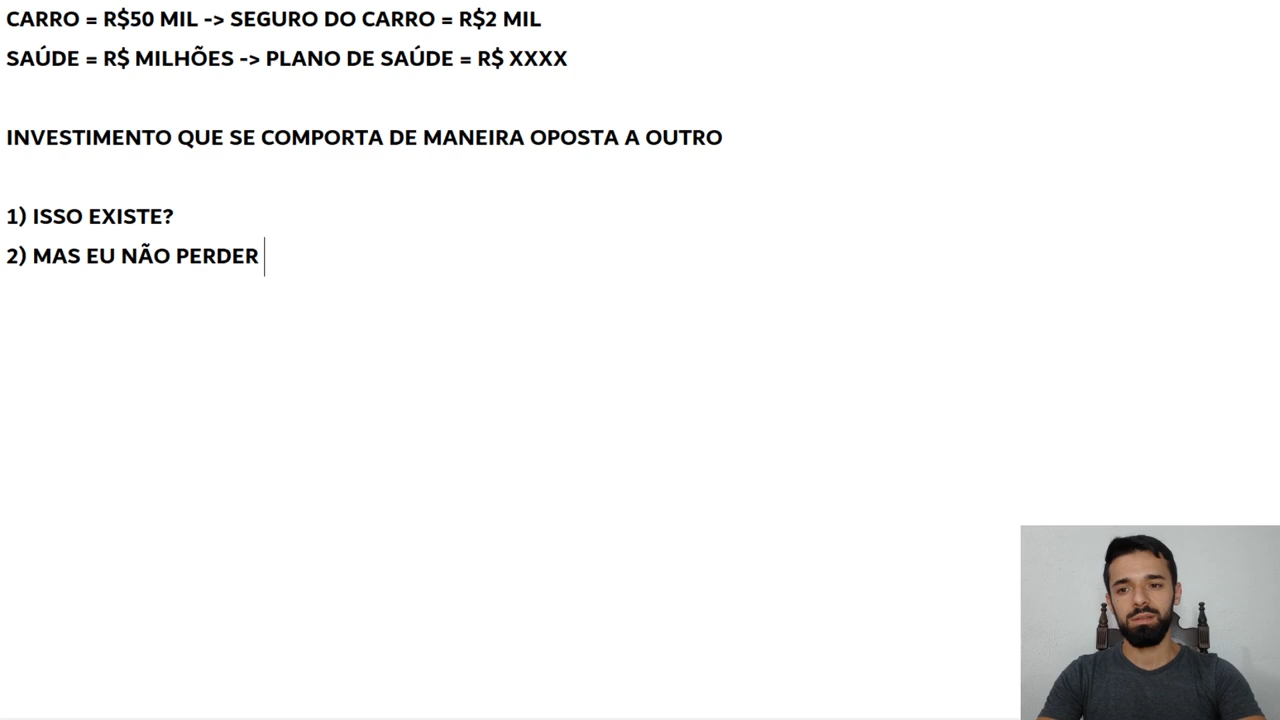 CARRO = R$50 MIL -> SEGURO DO CARRO = R$2 MIL
SAÚDE = R$ MILHÕES -> PLANO DE SAÚDE = R$ XXXX
INVESTIMENTO QUE SE COMPORTA DE MANEIRA OPOSTA A OUTRO
1) ISSO EXISTE?
2) MAS EU NÃO PERDER